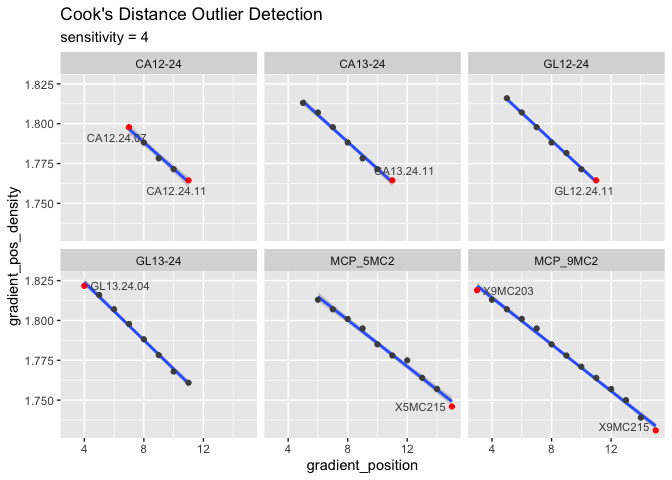 Cook's Distance Outlier Detection
sensitivity = 4
CA12-24
CA13-24
GL12-24
1.825
1.800
1.775
1.750
CA12.24.07
CA12.24.11
CA13.24.11
GL12.24.11
gradient_pos_density
GL13-24
MCP_5MC2
MCP_9MC2
1.825
1.800
1.775
1.750
GL13.24.04
X5MC215
X9MC203
X9MC215
4 8 12 4 8 12 4 8 12
gradient_position